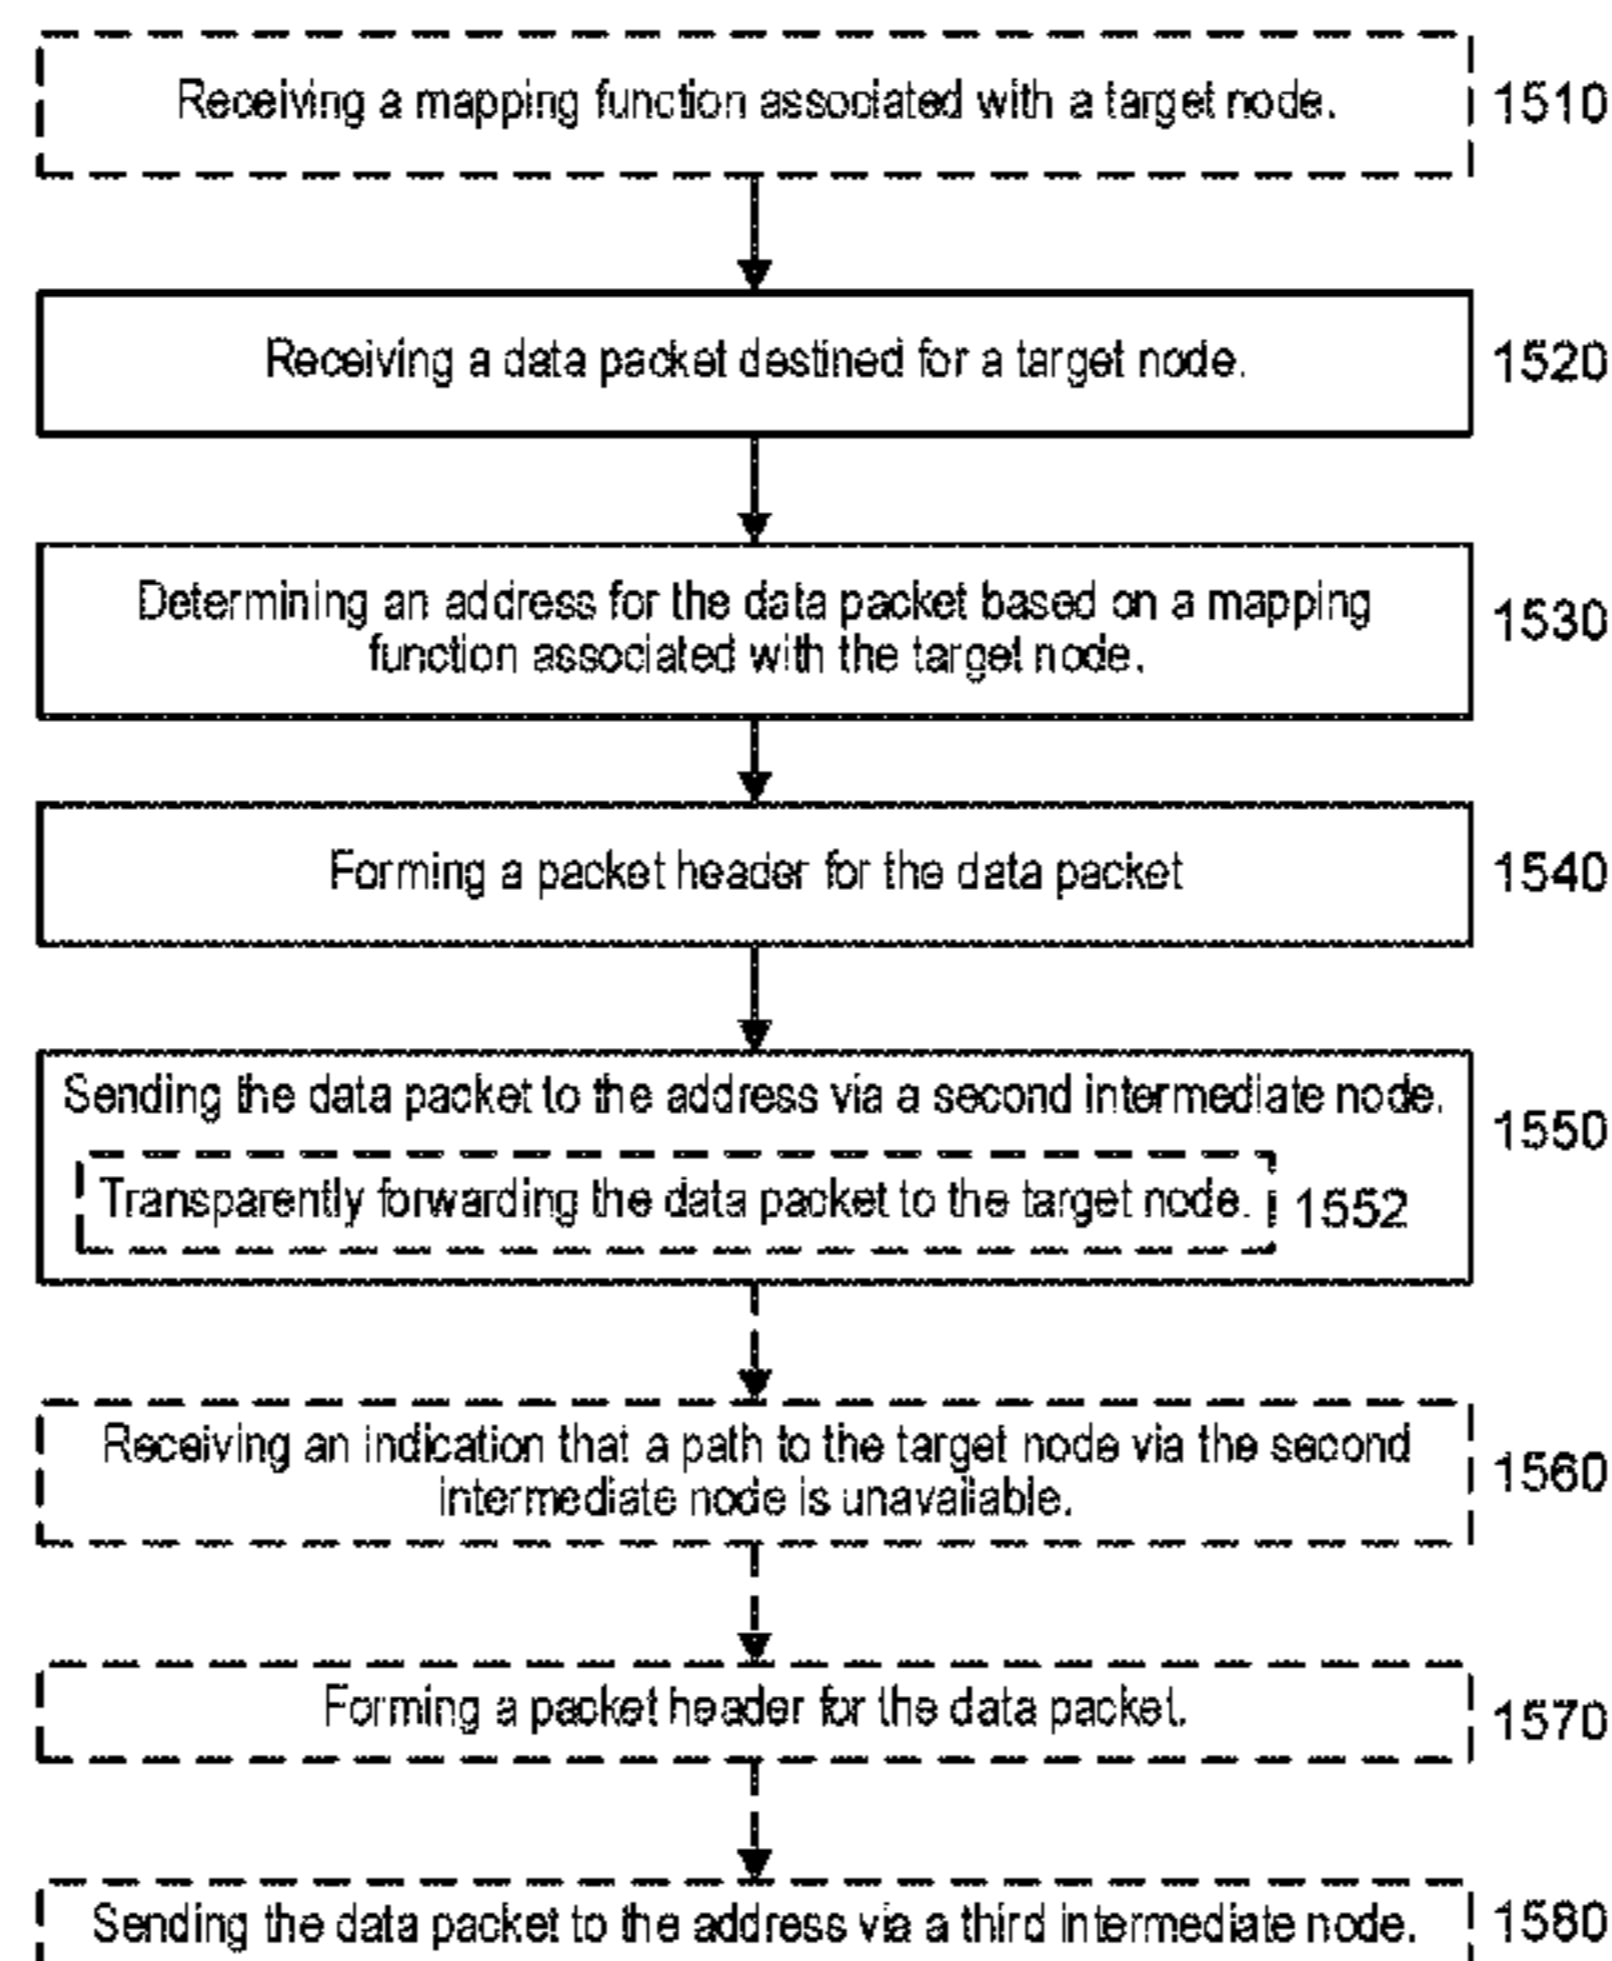 Receiving a mapping function associated with a target node. 1510
Receiving a data packet destined for a target node. 1520
Determining an address for the data packet based on a mapping
function associated with the target node. 1530
Forming a packet header for the data packet 1540
Sending the data packet to the address via a second intermediate node. 1550
Transparently forwarding the data packet to the target node. 1552
Receiving an indication that a path to the target node via the second
intermediate node is unavailable. 1560
Forming a packet header for the data packet. 1570
Sending the data packet to the address via a third intermediate node. 1580